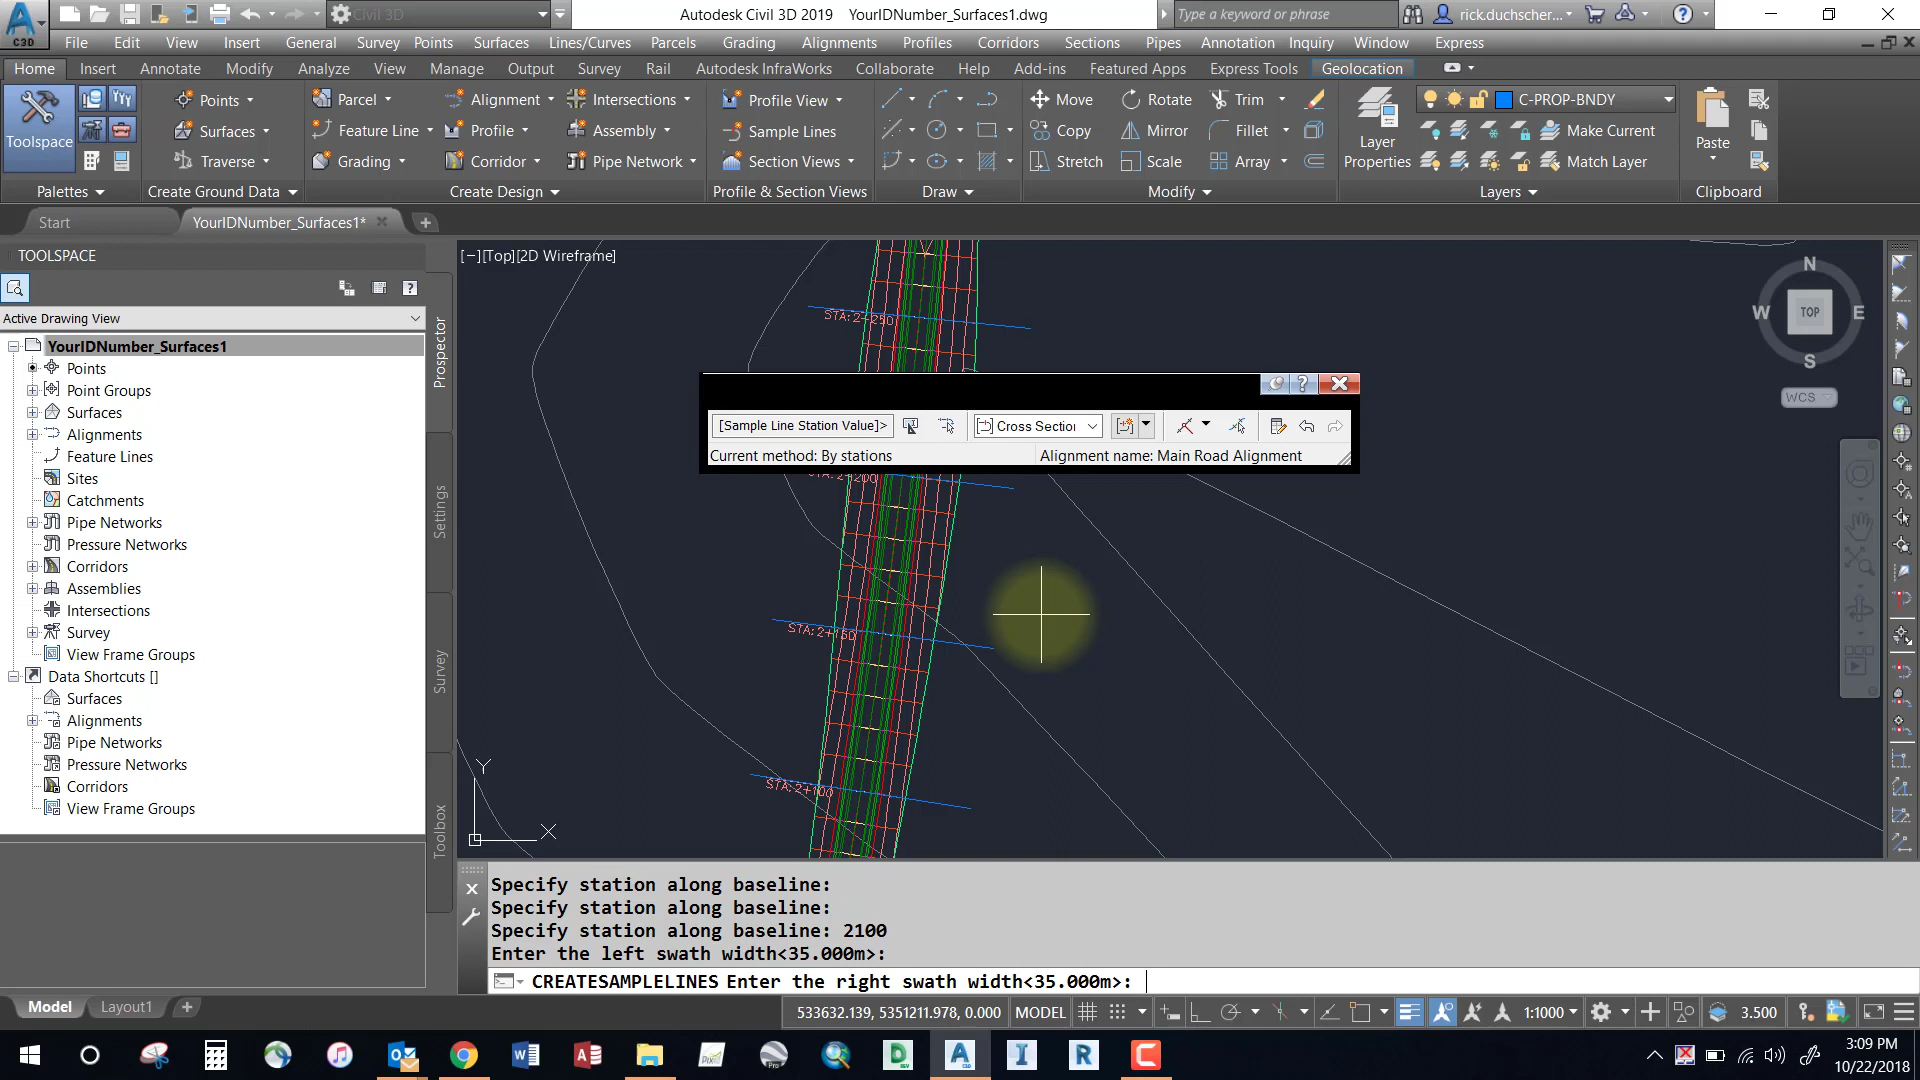 C3D
Civil 3D
Autodesk Civil 3D 2019 YourIDNumber_Surfaces1.dwg
Type a keyword or phrase
rick.duchscher...
File Edit View Insert General Survey Points Surfaces Lines/Curves Parcels Grading Alignments Profiles Corridors Sections Pipes Annotation Inquiry Window Express
Home Insert Annotate Modify Analyze View Manage Output Survey Rail Autodesk InfraWorks Collaborate Help Add-ins Featured Apps Express Tools Geolocation
Points Parcel Alignment Intersections Profile View Move Rotate Trim C-PROP-BNDY
Toolspace Surfaces Feature Line Profile Assembly Sample Lines Copy Mirror Fillet Layer Properties Make Current Paste
Traverse Grading Corridor Pipe Network Section Views Stretch Scale Array Match Layer
Palettes Create Ground Data Create Design Profile & Section Views Draw Modify Layers Clipboard
Start YourIDNumber_Surfaces1*
TOOLSPACE
Active Drawing View
YourIDNumber_Surfaces1
Points
Point Groups
Surfaces
Alignments
Feature Lines
Sites
Catchments
Pipe Networks
Pressure Networks
Corridors
Assemblies
Intersections
Survey
View Frame Groups
Data Shortcuts []
Surfaces
Alignments
Pipe Networks
Pressure Networks
Corridors
View Frame Groups
Prospector
Settings
Survey
Toolbox
[−][Top][2D Wireframe]
N
W TOP E
S
WCS
STA:2+250
[Sample Line Station Value]> Cross Sectio
Current method: By stations Alignment name: Main Road Alignment
STA:2+150
STA:2+100
Y
X
Specify station along baseline:
Specify station along baseline:
Specify station along baseline: 2100
Enter the left swath width<35.000m>:
CREATESAMPLELINES Enter the right swath width<35.000m>:
Model Layout1
533632.139, 5351211.978, 0.000 MODEL 1:1000 3.500
3:09 PM
10/22/2018